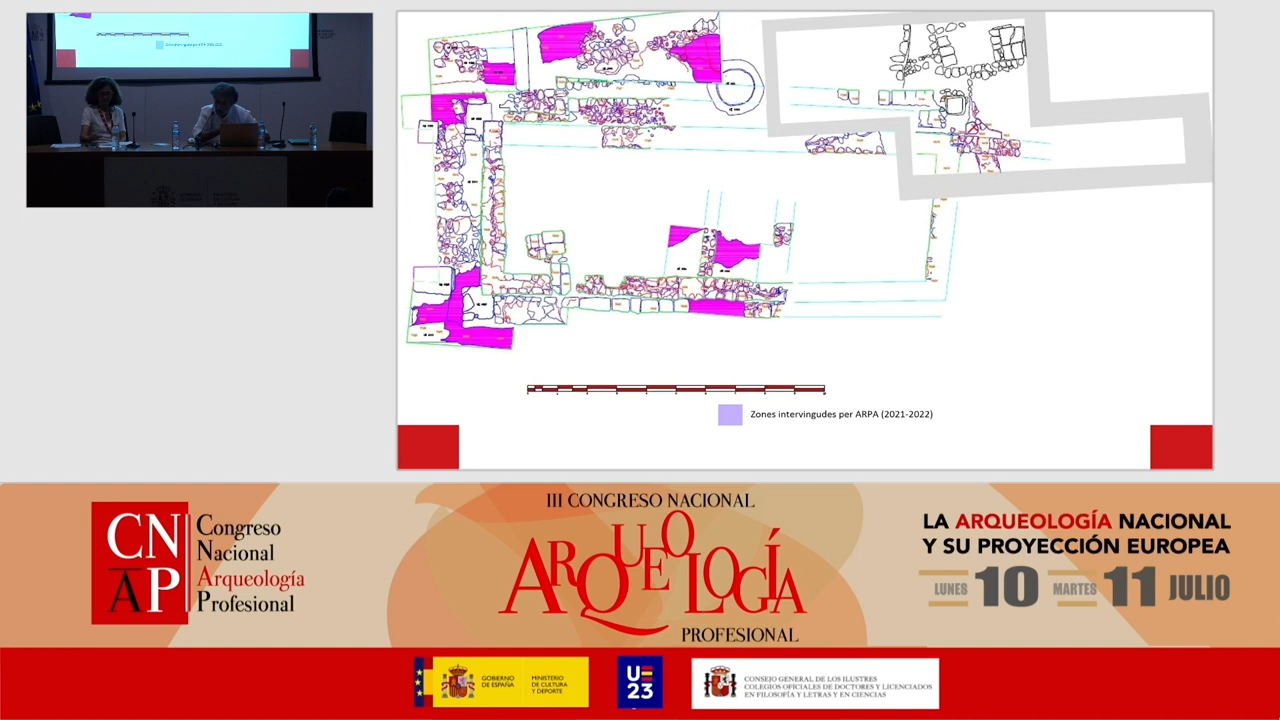 Zones intervingudes per ARPA (2021-2022)
CN
AP
Congreso
Nacional
Arqueología
Profesional
III CONGRESO NACIONAL
ARQUEOLOGÍA
PROFESIONAL
LA ARQUEOLOGÍA NACIONAL
Y SU PROYECCIÓN EUROPEA
LUNES 10 MARTES 11 JULIO
GOBIERNO
DE ESPAÑA
MINISTERIO
DE CULTURA
Y DEPORTE
UE
23
CONSEJO GENERAL DE LOS ILUSTRES
COLEGIOS OFICIALES DE DOCTORES Y LICENCIADOS
EN FILOSOFÍA Y LETRAS Y EN CIENCIAS